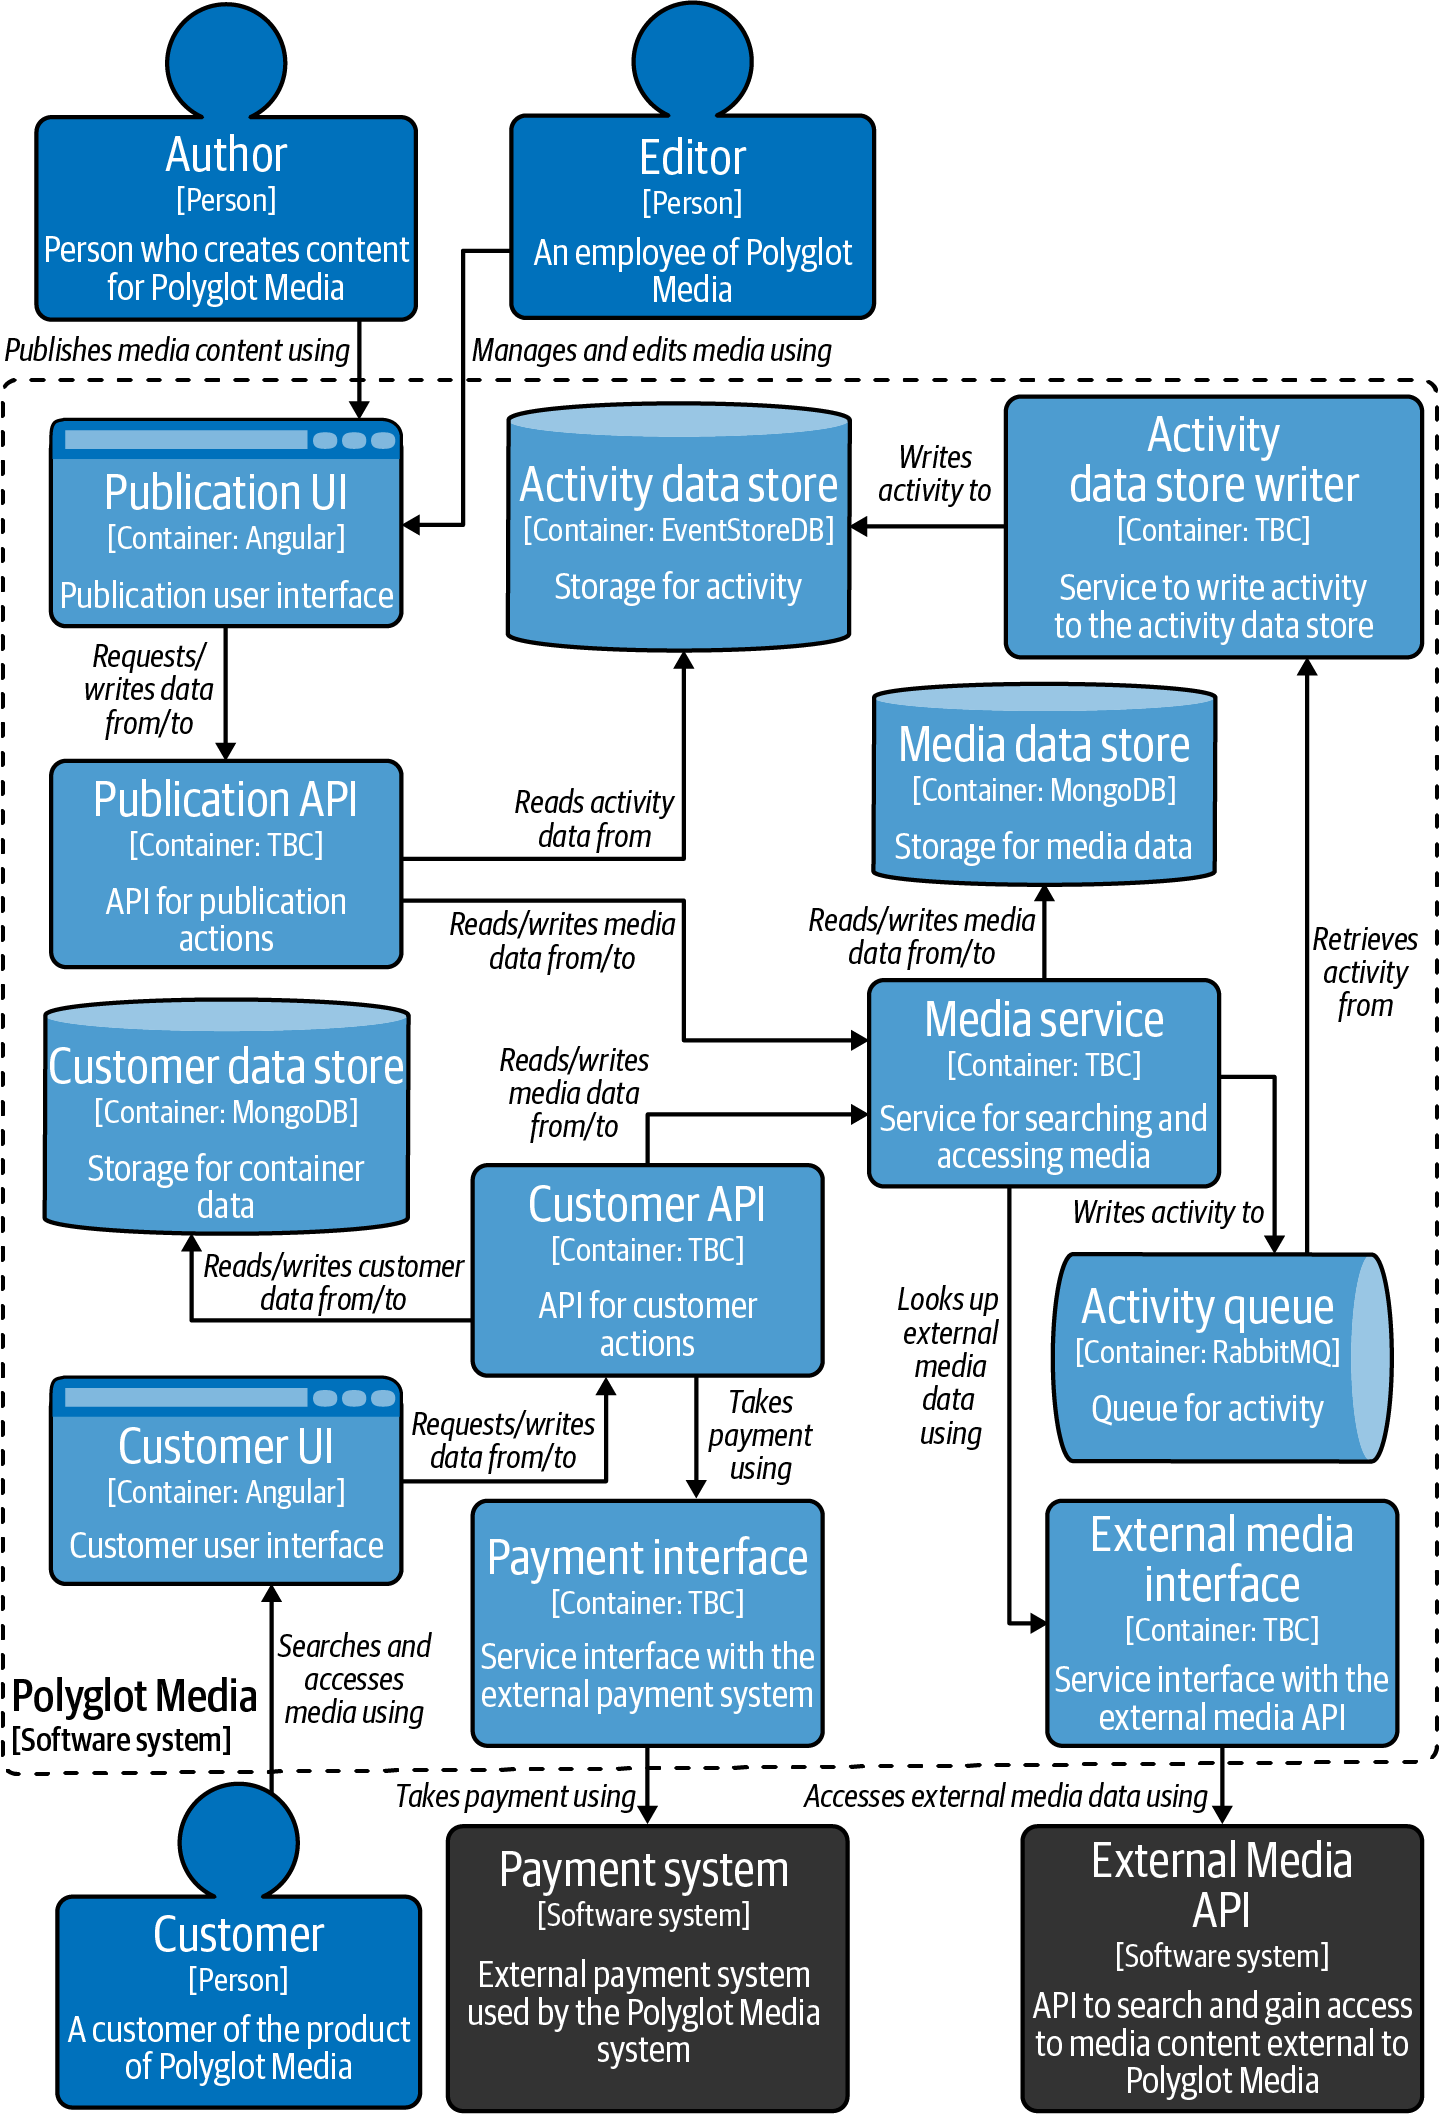 Author
[Person]
Person who creates content
for Polyglot Media
Editor
[Person]
An employee of Polyglot
Media
Publishes media content using
Manages and edits media using
Publication UI
[Container: Angular]
Publication user interface
Activity data store
[Container: EventStoreDB]
Storage for activity
Writes
activity to
Activity
data store writer
[Container: TBC]
Service to write activity
to the activity data store
Requests/
writes data
from/to
Media data store
[Container: MongoDB]
Storage for media data
Publication API
[Container: TBC]
API for publication
actions
Reads activity
data from
Reads/writes media
data from/to
Reads/writes media
data from/to
Retrieves
activity
from
Customer data store
[Container: MongoDB]
Storage for container
data
Reads/writes
media data
from/to
Media service
[Container: TBC]
Service for searching and
accessing media
Customer API
[Container: TBC]
API for customer
actions
Writes activity to
Reads/writes customer
data from/to
Looks up
external
media
data
using
Activity queue
[Container: RabbitMQ]
Queue for activity
Customer UI
[Container: Angular]
Customer user interface
Requests/writes
data from/to
Takes
payment
using
Payment interface
[Container: TBC]
Service interface with the
external payment system
External media
interface
[Container: TBC]
Service interface with the
external media API
Searches and
accesses
media using
Polyglot Media
[Software system]
Takes payment using
Accesses external media data using
Customer
[Person]
A customer of the product
of Polyglot Media
Payment system
[Software system]
External payment system
used by the Polyglot Media
system
External Media
API
[Software system]
API to search and gain access
to media content external to
Polyglot Media